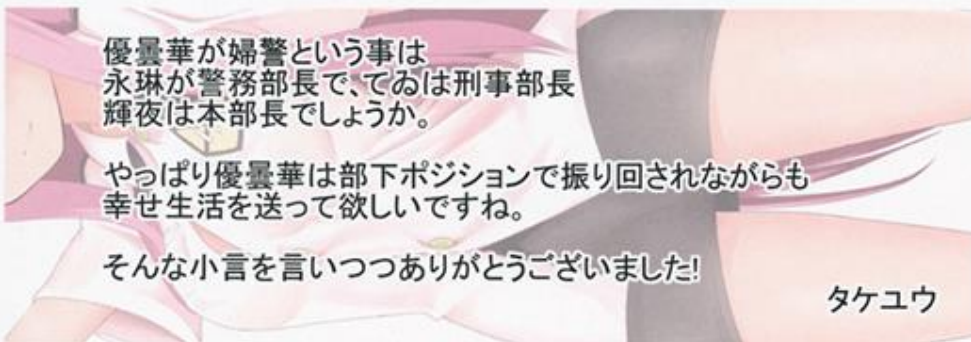 優曇華が婦警という事は
永琳が警務部長で、てゐは刑事部長
輝夜は本部長でしょうか。
やっぱり優曇華は部下ポジションで振り回されながらも
幸せ生活を送って欲しいですね。
そんな小言を言いつつありがとうございました!
タケユウ